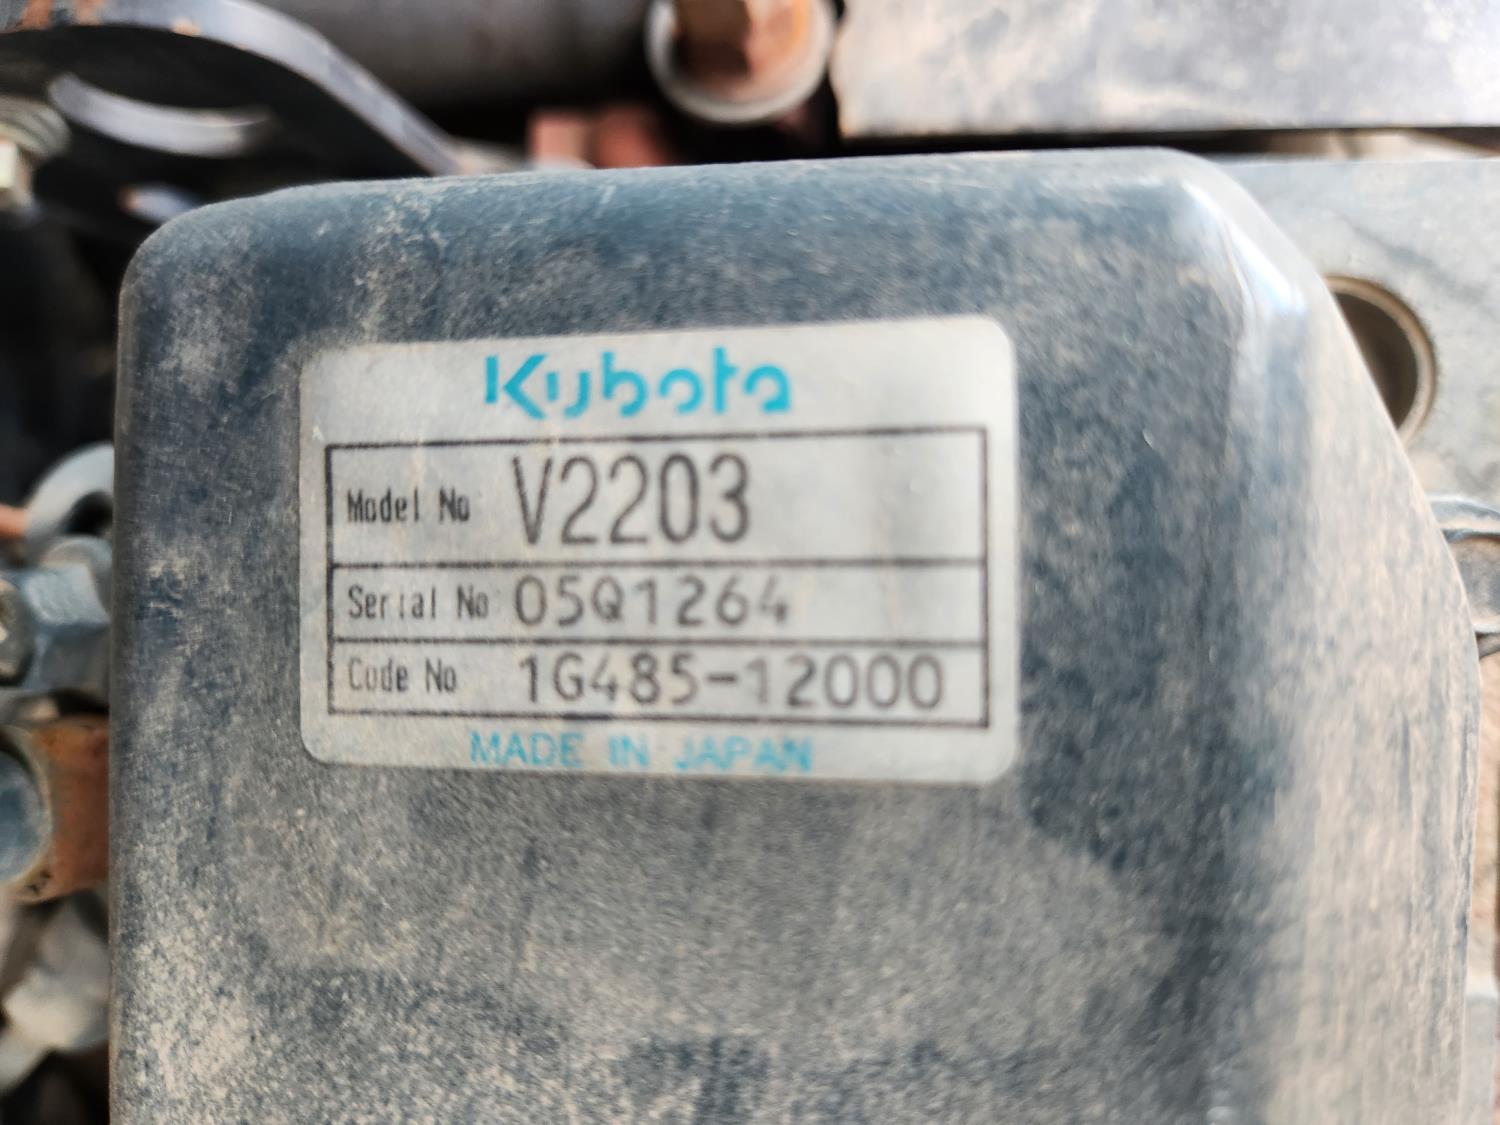 Kubota
Model No V2203
Serial No 05Q1264
Code No 1G485-12000
MADE IN JAPAN